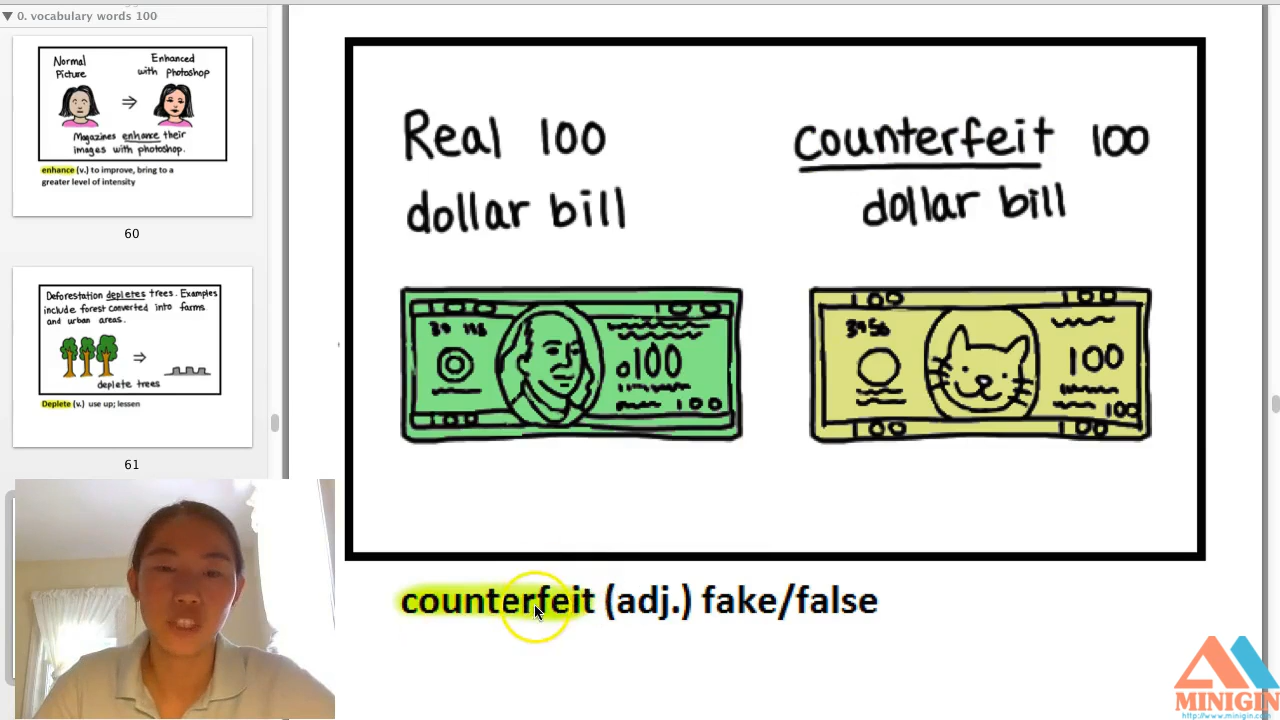 0. vocabulary words 100
Normal
Picture
Enhanced
with photoshop
Magazines enhance their
images with photoshop.
enhance (v.) to improve, bring to a
greater level of intensity
60
Deforestation depletes trees. Examples
include forest converted into farms
and urban areas.
deplete trees
Deplete (v.) use up; lessen
61
Real 100
dollar bill
counterfeit 100
dollar bill
100
100
100
3956
100
100
100
100
counterfeit (adj.) fake/false
MINIGIN